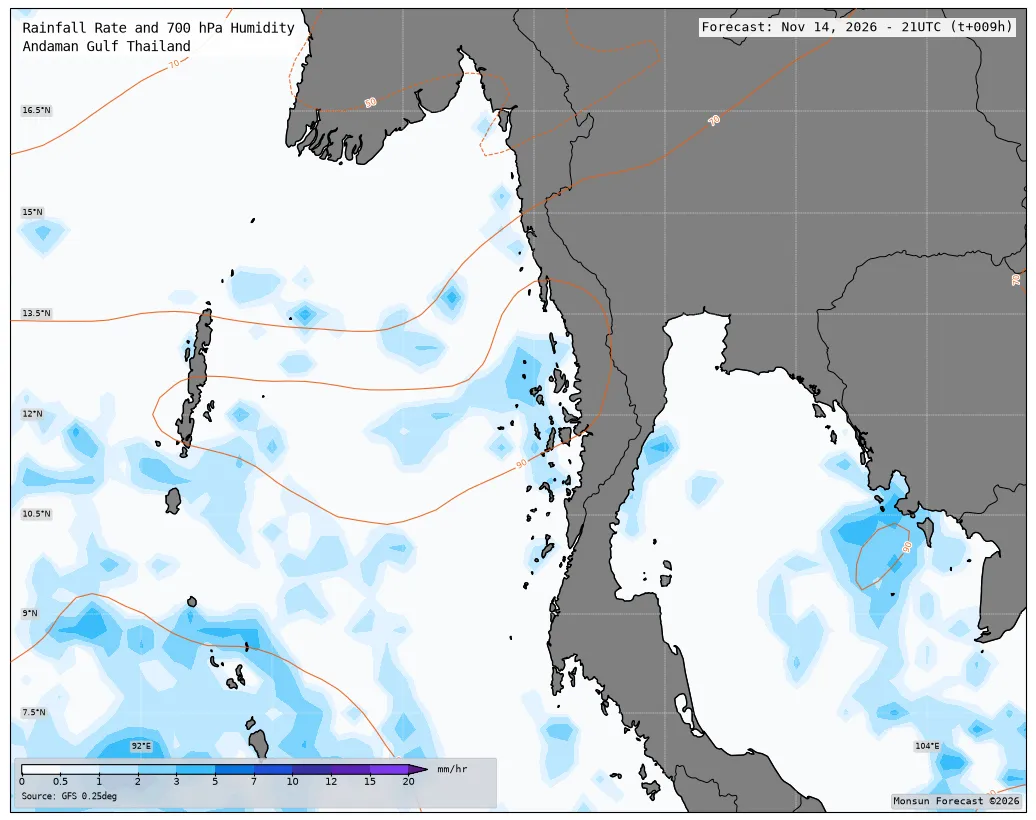 Rainfall Rate and 700 hPa Humidity
Andaman Gulf Thailand
Forecast: Nov 14, 2026 - 21UTC (t+009h)
70
50
16.5°N
70
15°N
70
13.5°N
12°N
90
10.5°N
90
9°N
7.5°N
92°E
104°E
mm/hr
0 0.5 1 2 3 5 7 10 12 15 20
Source: GFS 0.25deg
Monsun Forecast ©2026